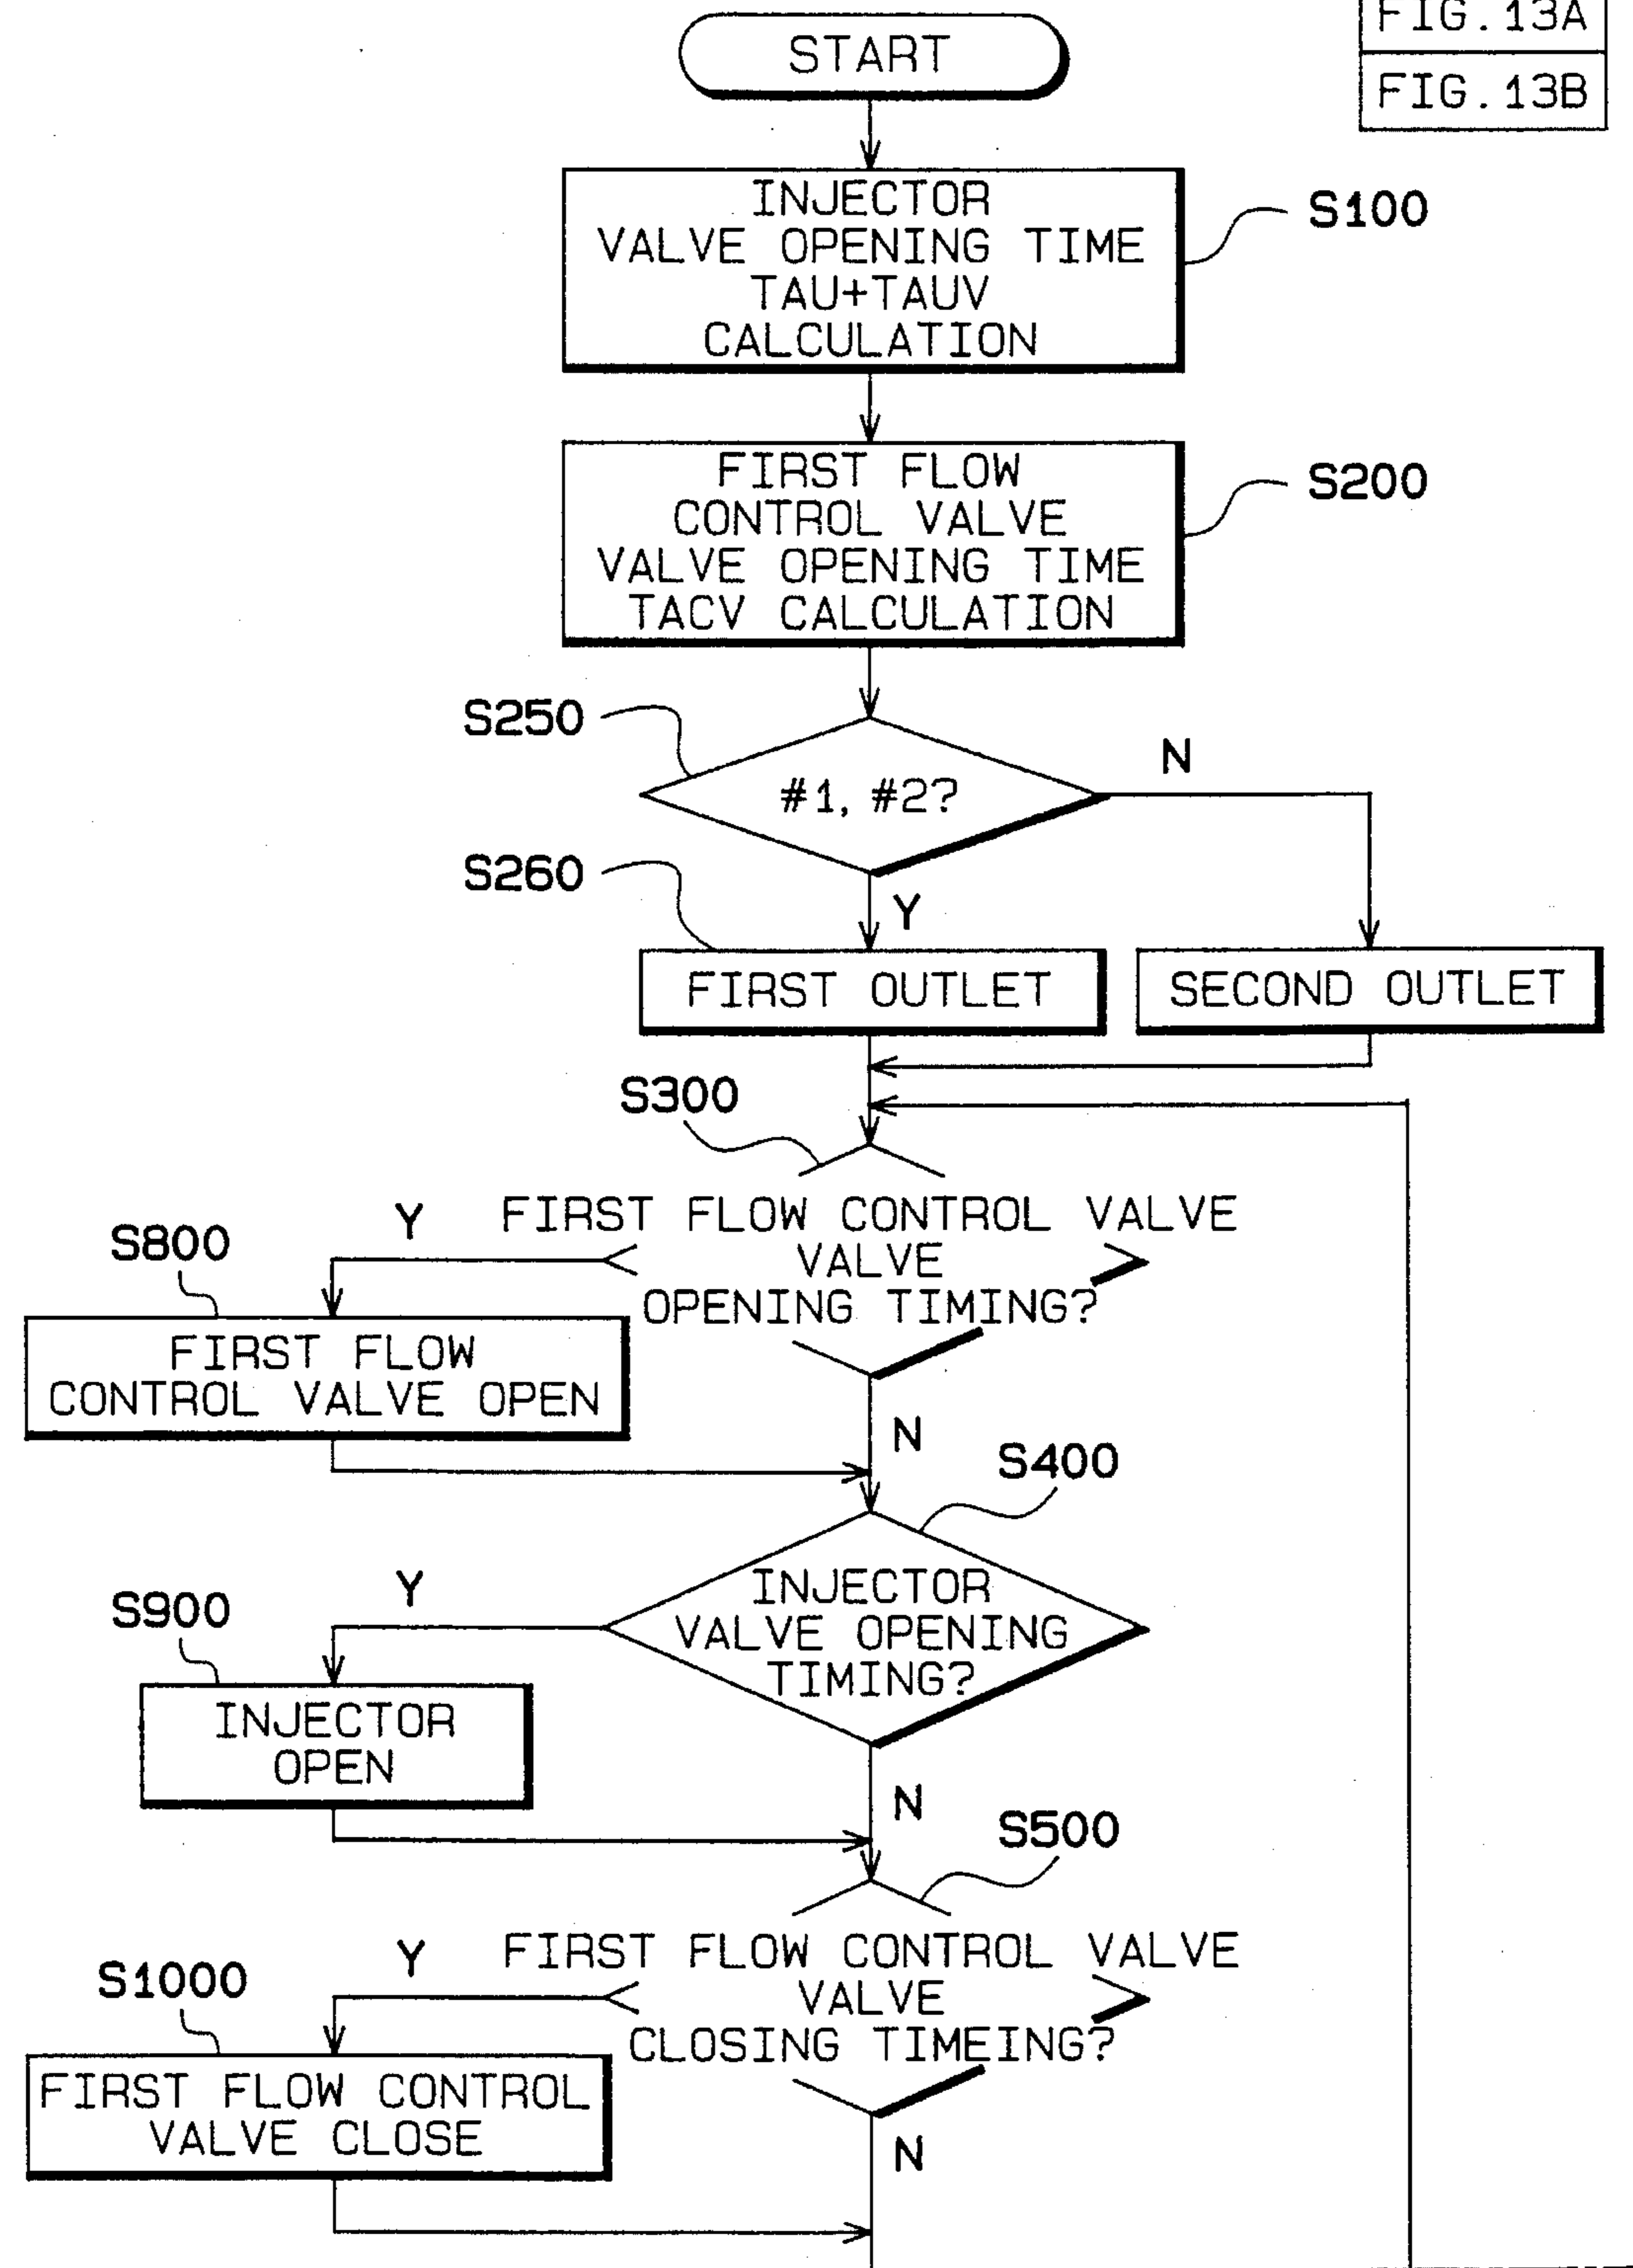 FIG.13A
FIG.13B
START
INJECTOR
VALVE OPENING TIME
TAU+TAUV
CALCULATION
S100
FIRST FLOW
CONTROL VALVE
VALVE OPENING TIME
TACV CALCULATION
S200
S250
#1, #2?
N
S260
Y
FIRST OUTLET
SECOND OUTLET
S300
FIRST FLOW CONTROL VALVE
VALVE
OPENING TIMING?
Y
S800
FIRST FLOW
CONTROL VALVE OPEN
N
S400
INJECTOR
VALVE OPENING
TIMING?
Y
S900
INJECTOR
OPEN
N
S500
FIRST FLOW CONTROL VALVE
VALVE
CLOSING TIMEING?
Y
S1000
FIRST FLOW CONTROL
VALVE CLOSE
N